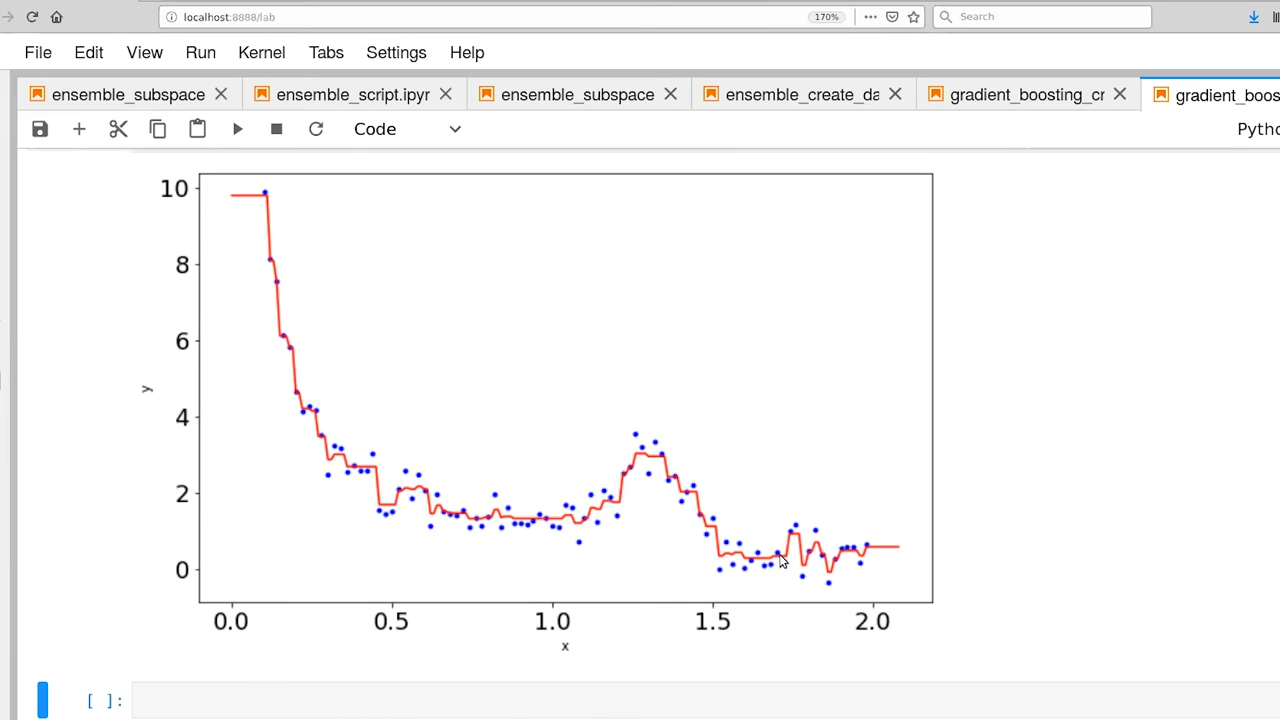 localhost:8888/lab 170% Search
File Edit View Run Kernel Tabs Settings Help
ensemble_subspace ensemble_script.ipyr ensemble_subspace ensemble_create_da gradient_boosting_cr gradient_boos
Code Pytho
10
8
6
4
2
0
y
0.0 0.5 1.0 1.5 2.0
x
[ ]: